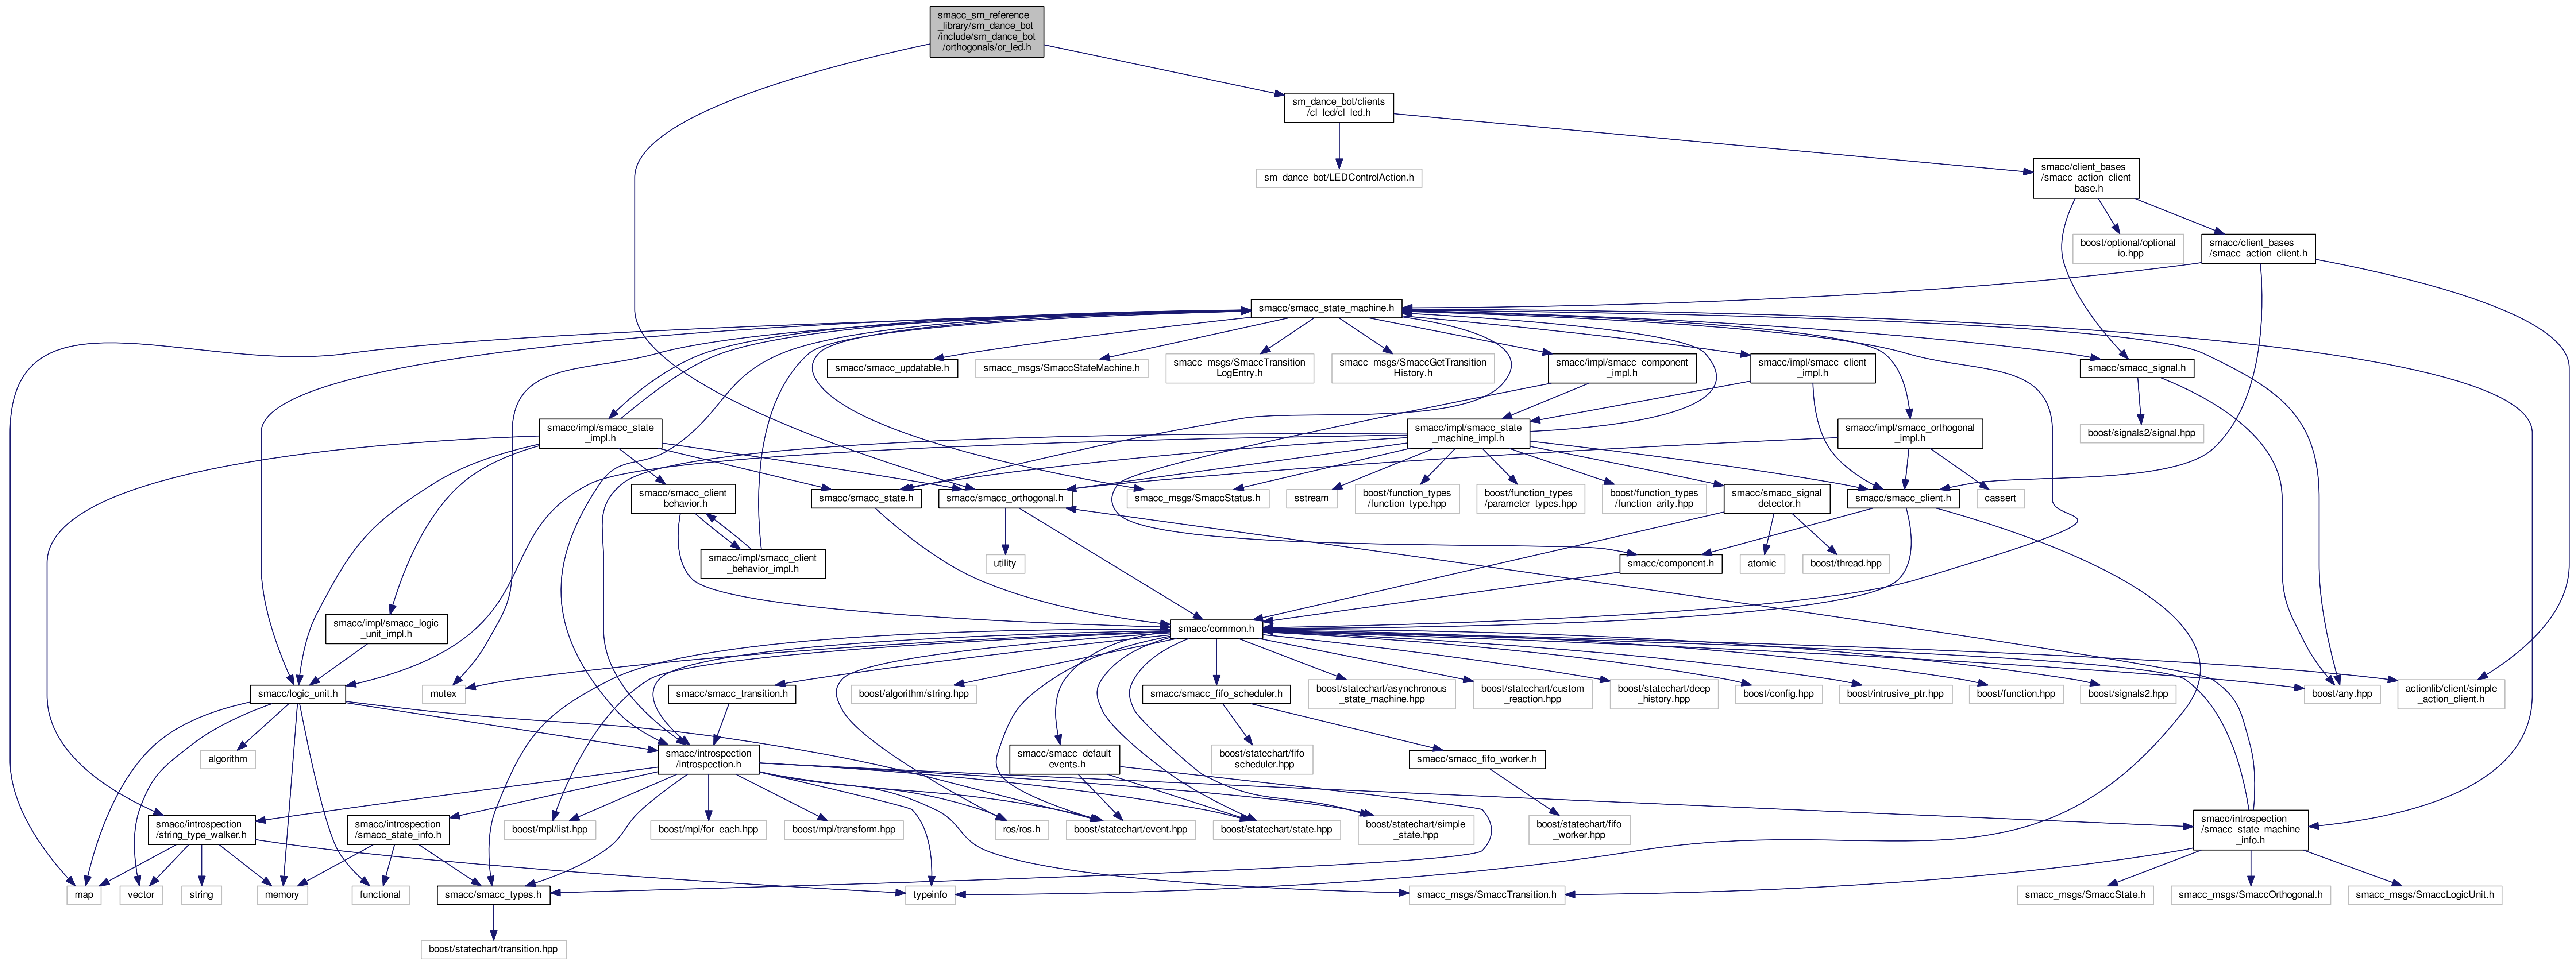 smacc_sm_reference
_library/sm_dance_bot
/include/sm_dance_bot
/orthogonals/or_led.h
sm_dance_bot/clients
/cl_led/cl_led.h
sm_dance_bot/LEDControlAction.h
smacc/client_bases
/smacc_action_client
_base.h
boost/optional/optional
_io.hpp
smacc/client_bases
/smacc_action_client.h
smacc/smacc_state_machine.h
smacc/smacc_updatable.h
smacc_msgs/SmaccStateMachine.h
smacc_msgs/SmaccTransition
LogEntry.h
smacc_msgs/SmaccGetTransition
History.h
smacc/impl/smacc_component
_impl.h
smacc/impl/smacc_client
_impl.h
smacc/smacc_signal.h
smacc/impl/smacc_state
_impl.h
smacc/impl/smacc_state
_machine_impl.h
smacc/impl/smacc_orthogonal
_impl.h
boost/signals2/signal.hpp
smacc/smacc_client
_behavior.h
smacc/smacc_state.h
smacc/smacc_orthogonal.h
smacc_msgs/SmaccStatus.h
sstream
boost/function_types
/function_type.hpp
boost/function_types
/parameter_types.hpp
boost/function_types
/function_arity.hpp
smacc/smacc_signal
_detector.h
smacc/smacc_client.h
cassert
smacc/impl/smacc_client
_behavior_impl.h
utility
smacc/component.h
atomic
boost/thread.hpp
smacc/impl/smacc_logic
_unit_impl.h
smacc/common.h
smacc/logic_unit.h
mutex
smacc/smacc_transition.h
boost/algorithm/string.hpp
smacc/smacc_fifo_scheduler.h
boost/statechart/asynchronous
_state_machine.hpp
boost/statechart/custom
_reaction.hpp
boost/statechart/deep
_history.hpp
boost/config.hpp
boost/intrusive_ptr.hpp
boost/function.hpp
boost/signals2.hpp
boost/any.hpp
actionlib/client/simple
_action_client.h
algorithm
smacc/introspection
/introspection.h
smacc/smacc_default
_events.h
boost/statechart/fifo
_scheduler.hpp
smacc/smacc_fifo_worker.h
smacc/introspection
/string_type_walker.h
smacc/introspection
/smacc_state_info.h
boost/mpl/list.hpp
boost/mpl/for_each.hpp
boost/mpl/transform.hpp
ros/ros.h
boost/statechart/event.hpp
boost/statechart/state.hpp
boost/statechart/simple
_state.hpp
boost/statechart/fifo
_worker.hpp
smacc/introspection
/smacc_state_machine
_info.h
map
vector
string
memory
functional
smacc/smacc_types.h
typeinfo
smacc_msgs/SmaccTransition.h
smacc_msgs/SmaccState.h
smacc_msgs/SmaccOrthogonal.h
smacc_msgs/SmaccLogicUnit.h
boost/statechart/transition.hpp